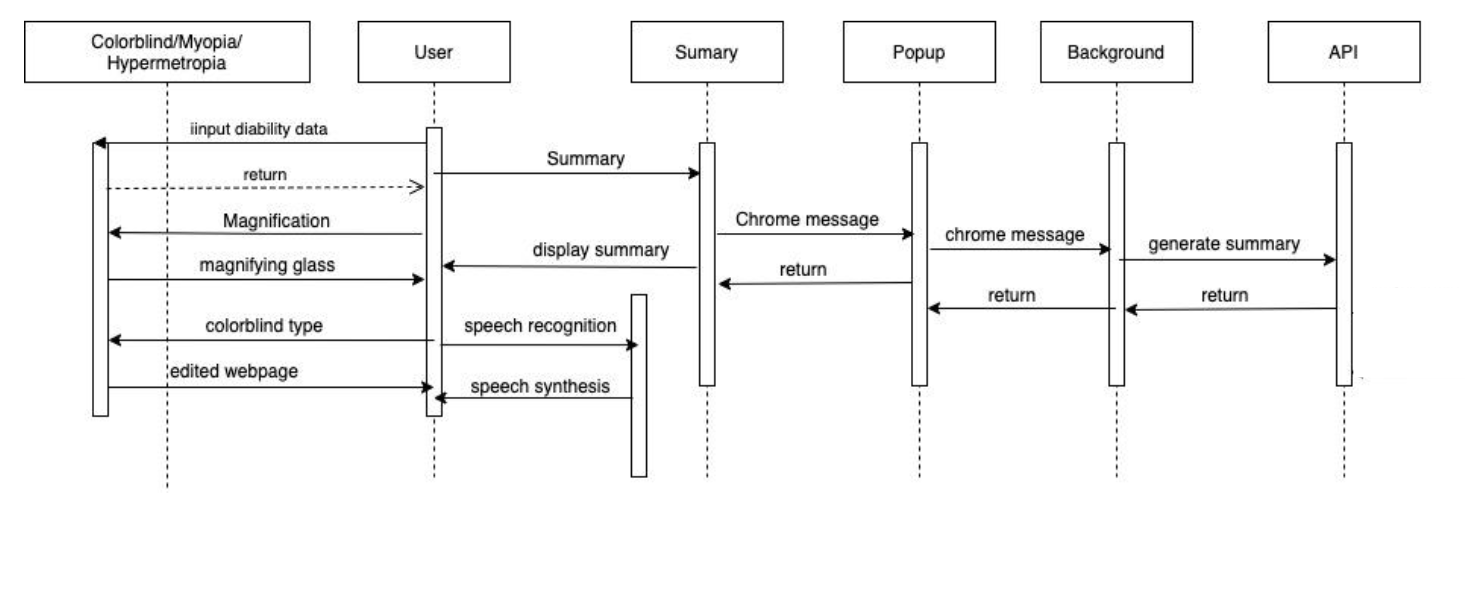 Colorblind/Myopia/
Hypermetropia
User
Sumary
Popup
Background
API
iinput diability data
Summary
return
Magnification
Chrome message
chrome message
generate summary
display summary
magnifying glass
return
return
return
colorblind type
speech recognition
edited webpage
speech synthesis